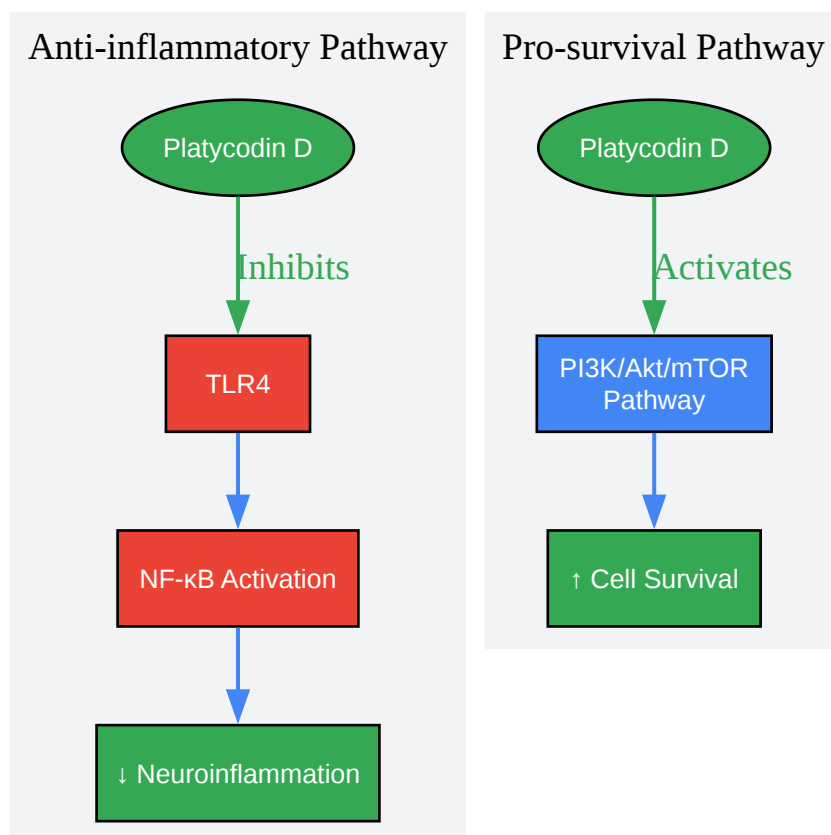 Anti-inflammatory Pathway
Platycodin D
Inhibits
TLR4
NF-κB Activation
↓ Neuroinflammation
Pro-survival Pathway
Platycodin D
Activates
PI3K/Akt/mTOR
Pathway
↑ Cell Survival